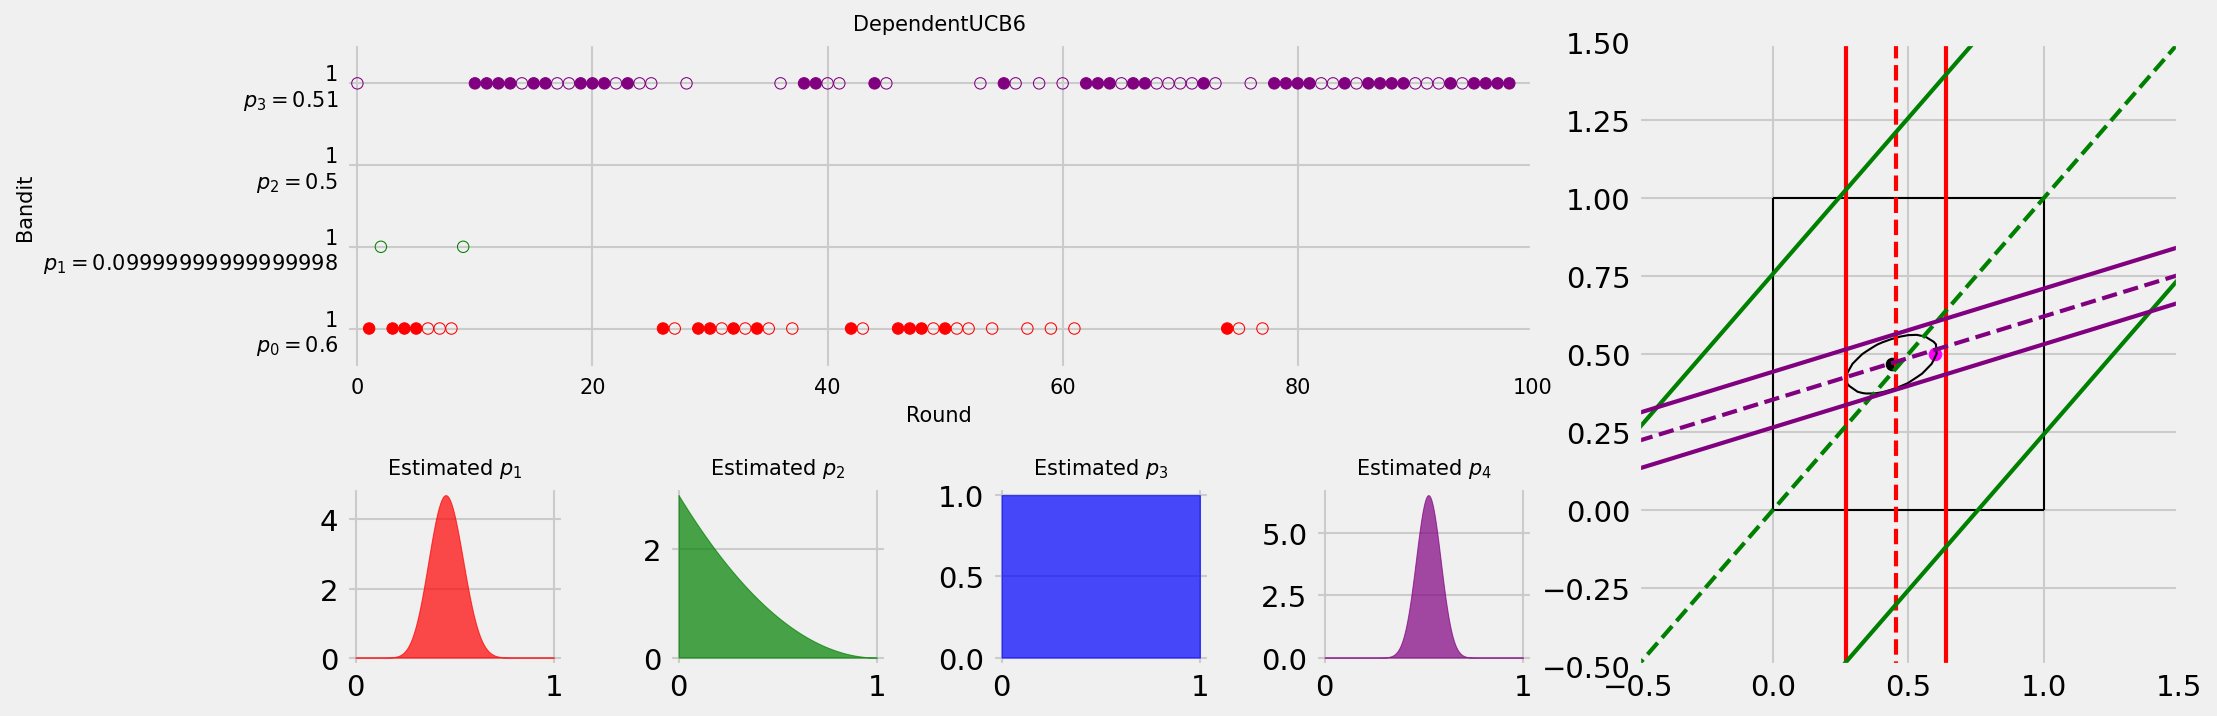 DependentUCB6
Bandit
1
p₃ = 0.51
1
p₂ = 0.5
1
p₁ = 0.09999999999999998
1
p₀ = 0.6
0 20 40 60 80 100
Round
Estimated p₁
4
2
0
0 1
Estimated p₂
2
0
0 1
Estimated p₃
1.0
0.5
0.0
0 1
Estimated p₄
5.0
2.5
0.0
0 1
1.50
1.25
1.00
0.75
0.50
0.25
0.00
−0.25
−0.50
−0.5 0.0 0.5 1.0 1.5